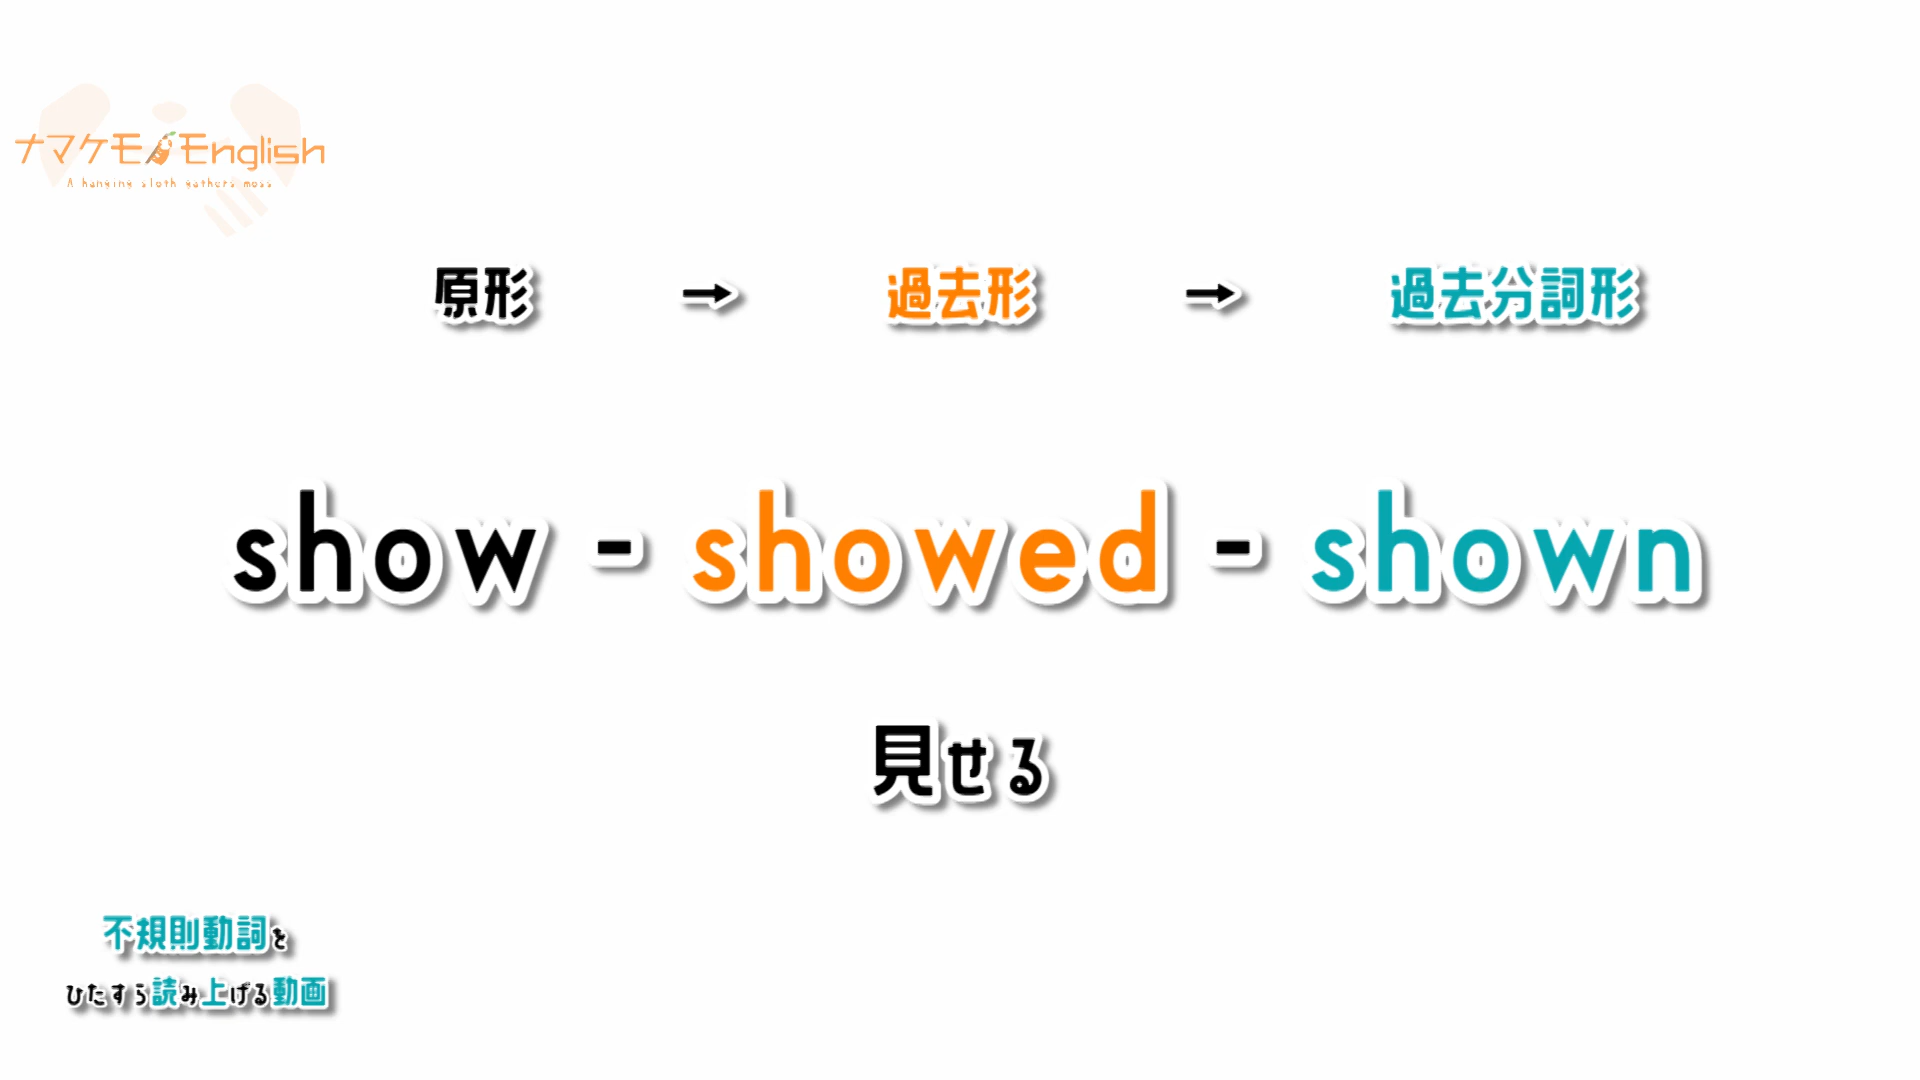 ナマケモノEnglish
A hanging sloth gathers moss
原形 → 過去形 → 過去分詞形
show - showed - shown
見せる
不規則動詞を
ひたすら読み上げる動画